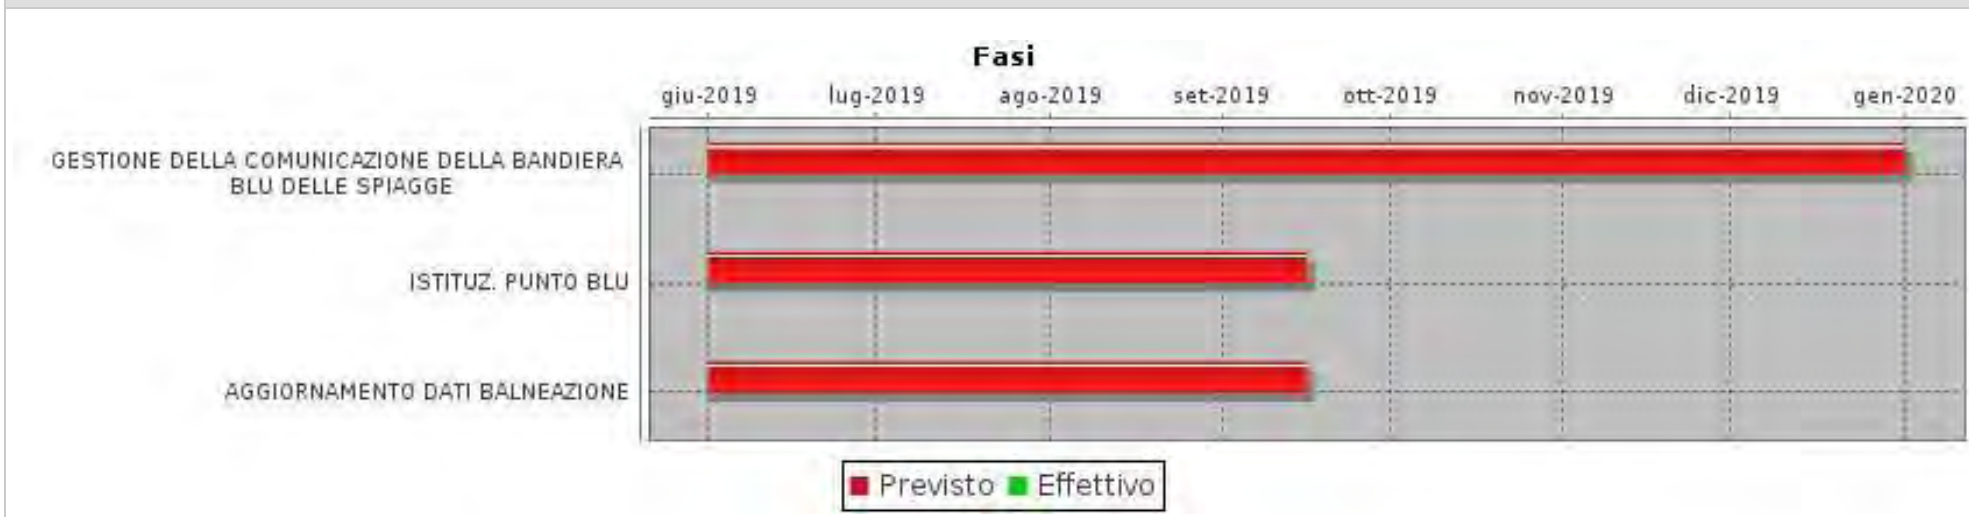 Fasi
giu-2019 lug-2019 ago-2019 set-2019 ott-2019 nov-2019 dic-2019 gen-2020
GESTIONE DELLA COMUNICAZIONE DELLA BANDIERA
BLU DELLE SPIAGGE
ISTITUZ. PUNTO BLU
AGGIORNAMENTO DATI BALNEAZIONE
Previsto Effettivo